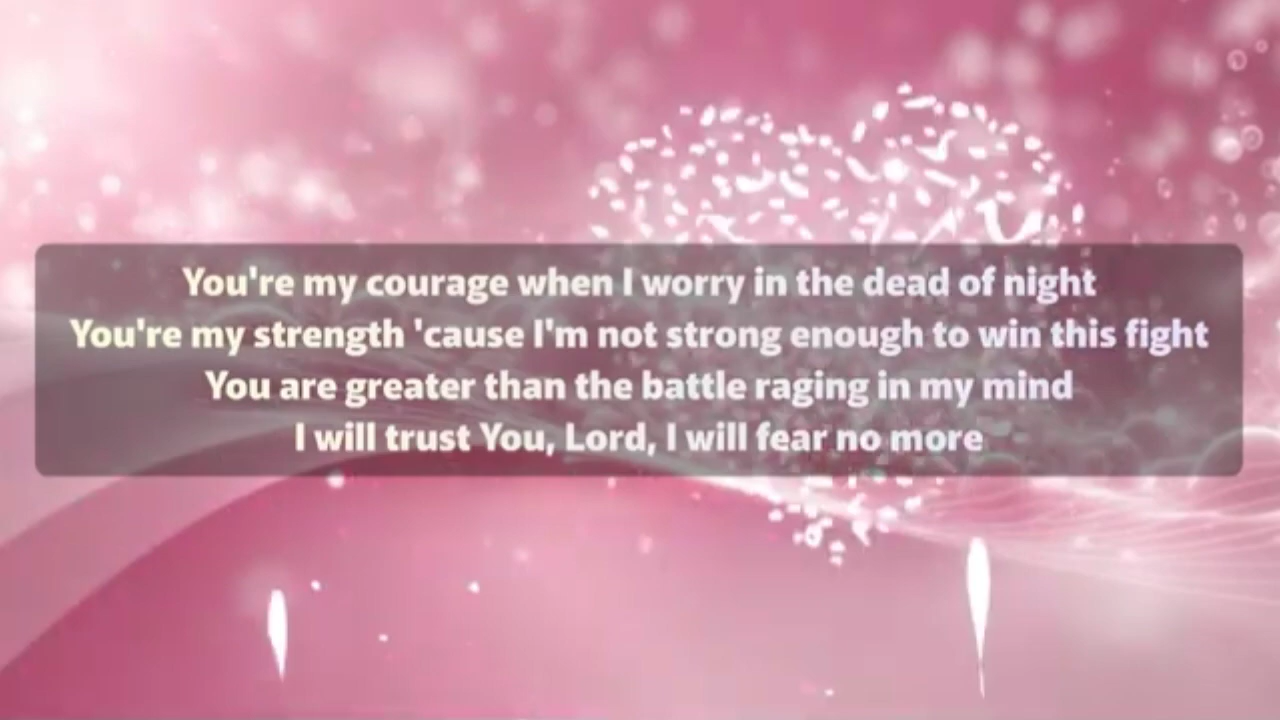 You're my courage when I worry in the dead of night
You're my strength 'cause I'm not strong enough to win this fight
You are greater than the battle raging in my mind
I will trust You, Lord, I will fear no more